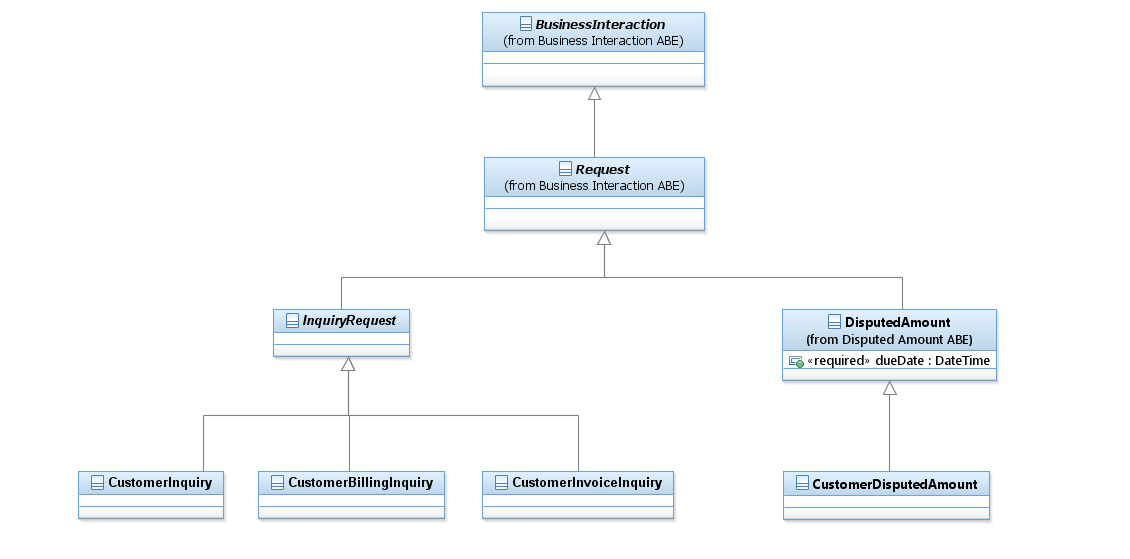 BusinessInteraction
(from Business Interaction ABE)
Request
(from Business Interaction ABE)
InquiryRequest
DisputedAmount
(from Disputed Amount ABE)
«required» dueDate : DateTime
CustomerInquiry
CustomerBillingInquiry
CustomerInvoiceInquiry
CustomerDisputedAmount